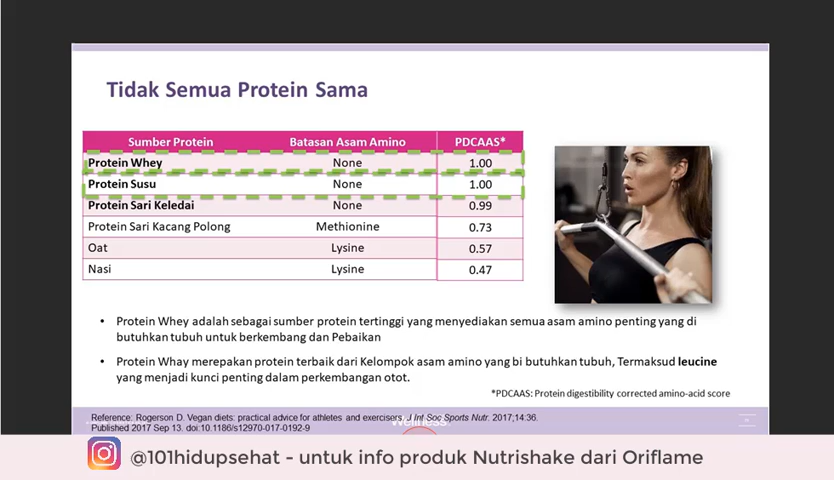 Tidak Semua Protein Sama
Sumber Protein Batasan Asam Amino PDCAAS*
Protein Whey None 1.00
Protein Susu None 1.00
Protein Sari Keledai None 0.99
Protein Sari Kacang Polong Methionine 0.73
Oat Lysine 0.57
Nasi Lysine 0.47
• Protein Whey adalah sebagai sumber protein tertinggi yang menyediakan semua asam amino penting yang di
butuhkan tubuh untuk berkembang dan Pebaikan
• Protein Whay merepakan protein terbaik dari Kelompok asam amino yang bi butuhkan tubuh, Termaksud leucine
yang menjadi kunci penting dalam perkembangan otot.
*PDCAAS: Protein digestibility corrected amino-acid score
Reference: Rogerson D. Vegan diets: practical advice for athletes and exercisers. J Int Soc Sports Nutr. 2017;14:36.
Published 2017 Sep 13. doi:10.1186/s12970-017-0192-9
Wellness
@101hidupsehat - untuk info produk Nutrishake dari Oriflame